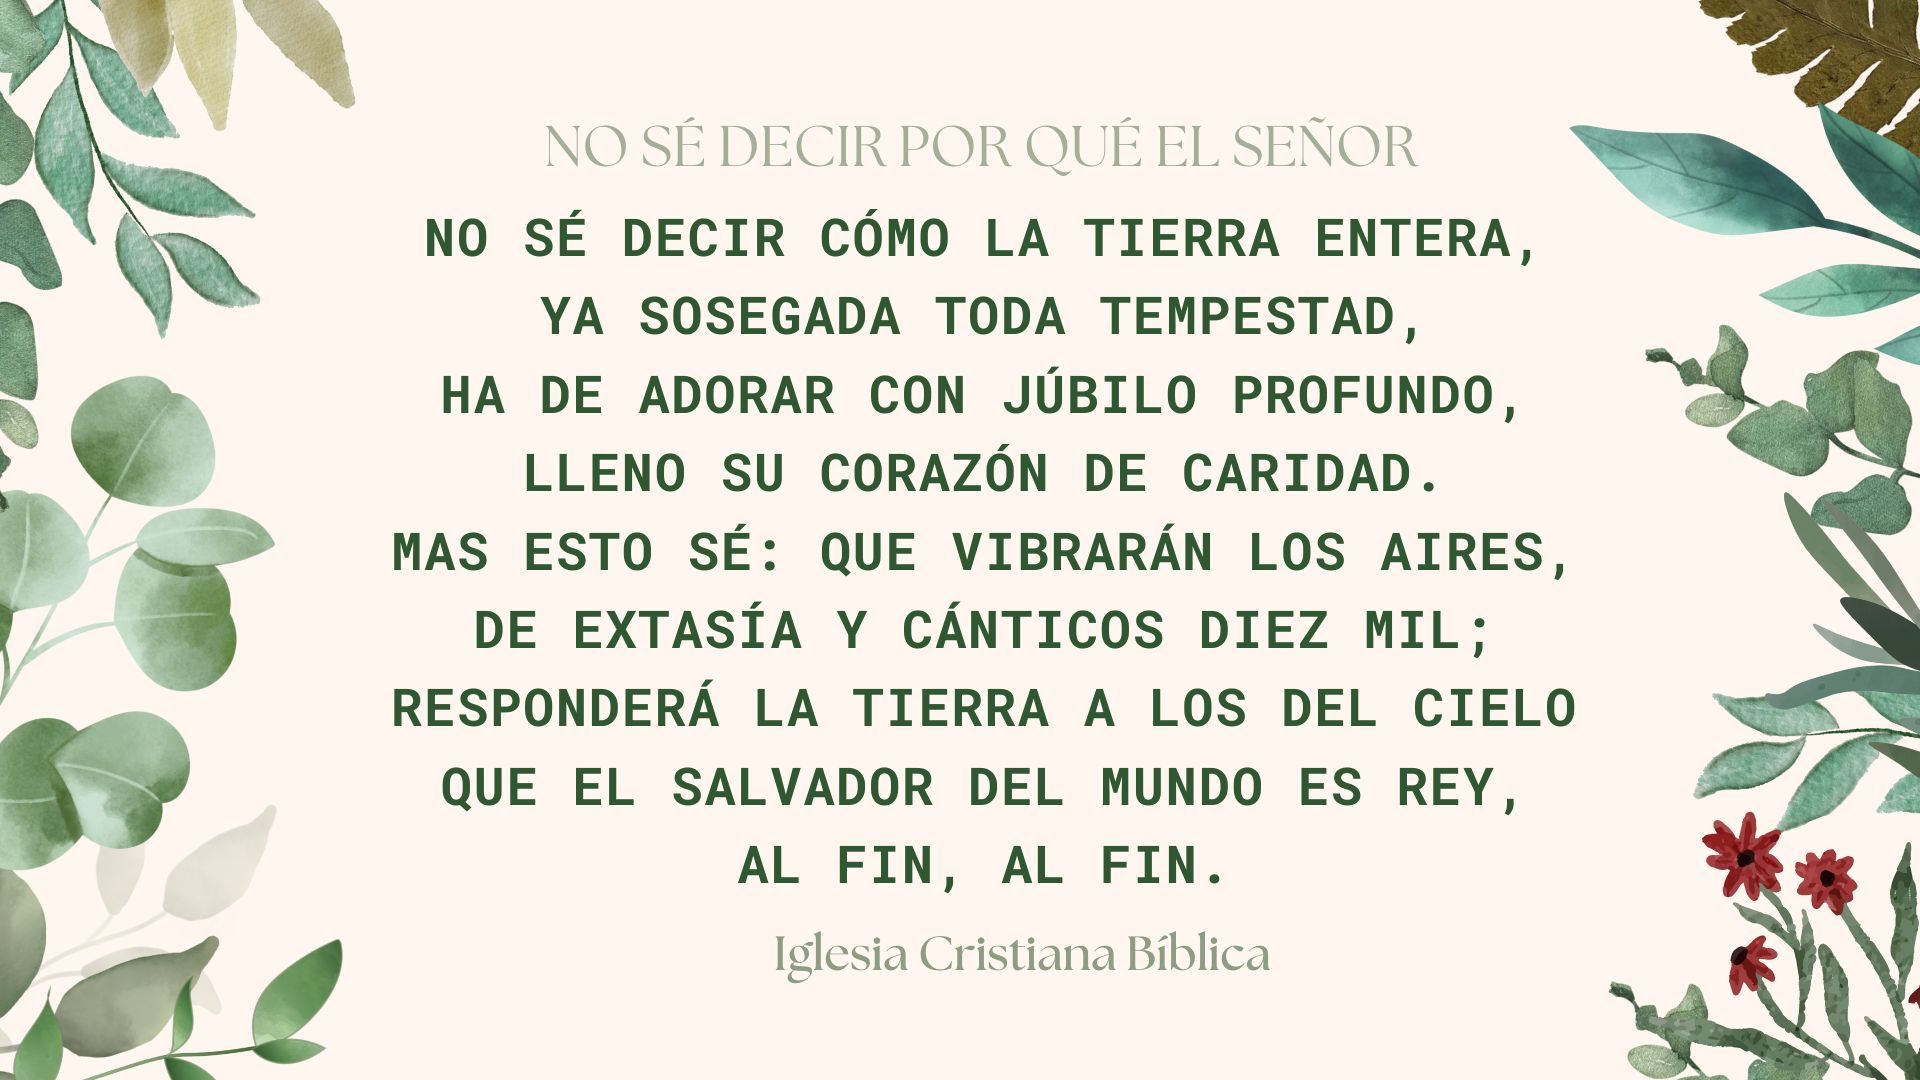 NO SÉ DECIR POR QUÉ EL SEÑOR
NO SÉ DECIR CÓMO LA TIERRA ENTERA,
YA SOSEGADA TODA TEMPESTAD,
HA DE ADORAR CON JÚBILO PROFUNDO,
LLENO SU CORAZÓN DE CARIDAD.
MAS ESTO SÉ: QUE VIBRARÁN LOS AIRES,
DE EXTASÍA Y CÁNTICOS DIEZ MIL;
RESPONDERÁ LA TIERRA A LOS DEL CIELO
QUE EL SALVADOR DEL MUNDO ES REY,
AL FIN, AL FIN.
Iglesia Cristiana Bíblica